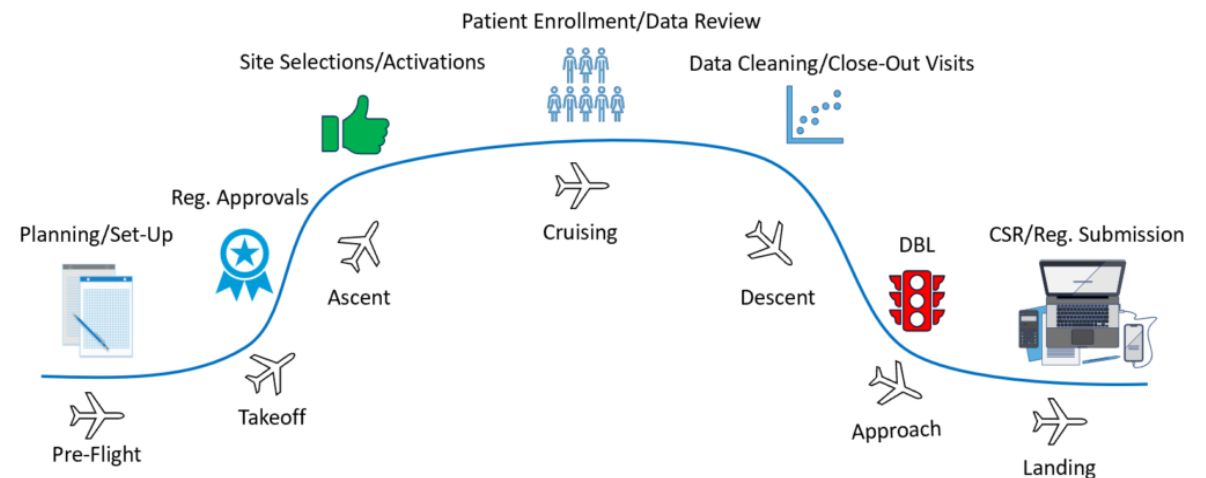 Patient Enrollment/Data Review
Site Selections/Activations
Data Cleaning/Close-Out Visits
Reg. Approvals
Planning/Set-Up
DBL
CSR/Reg. Submission
Cruising
Ascent
Descent
Takeoff
Approach
Pre-Flight
Landing